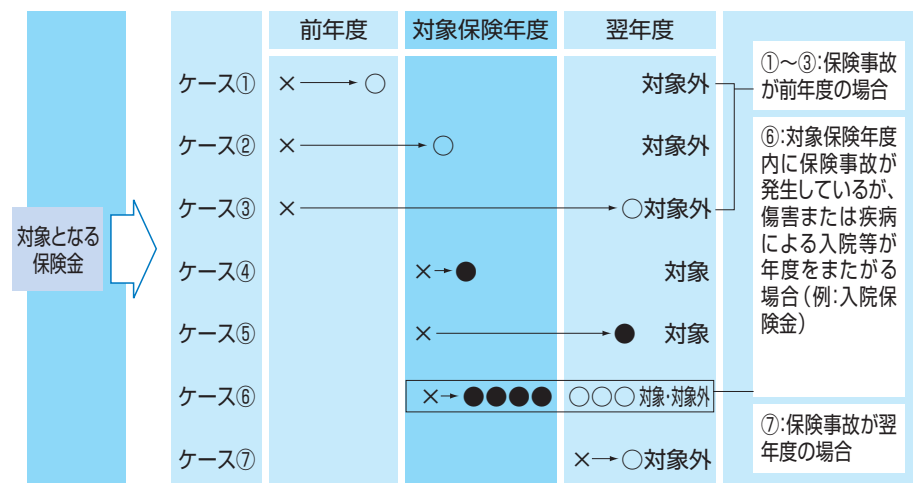 前年度 対象保険年度 翌年度
ケース① ×→○ 対象外
ケース② ×→○ 対象外
ケース③ ×→○対象外
ケース④ ×→● 対象
ケース⑤ ×→● 対象
ケース⑥ ×→●●●● ○○○対象・対象外
ケース⑦ ×→○対象外
対象となる
保険金
①～③:保険事故
が前年度の場合
⑥:対象保険年度
内に保険事故が
発生しているが、
傷害または疾病
による入院等が
年度をまたがる
場合(例:入院保
険金)
⑦:保険事故が翌
年度の場合